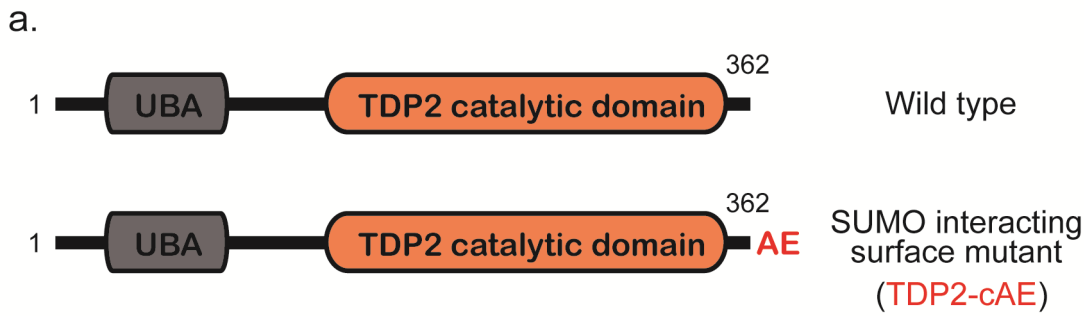 a.
362
1 UBA TDP2 catalytic domain Wild type
362
1 UBA TDP2 catalytic domain AE SUMO interacting
surface mutant
(TDP2-cAE)